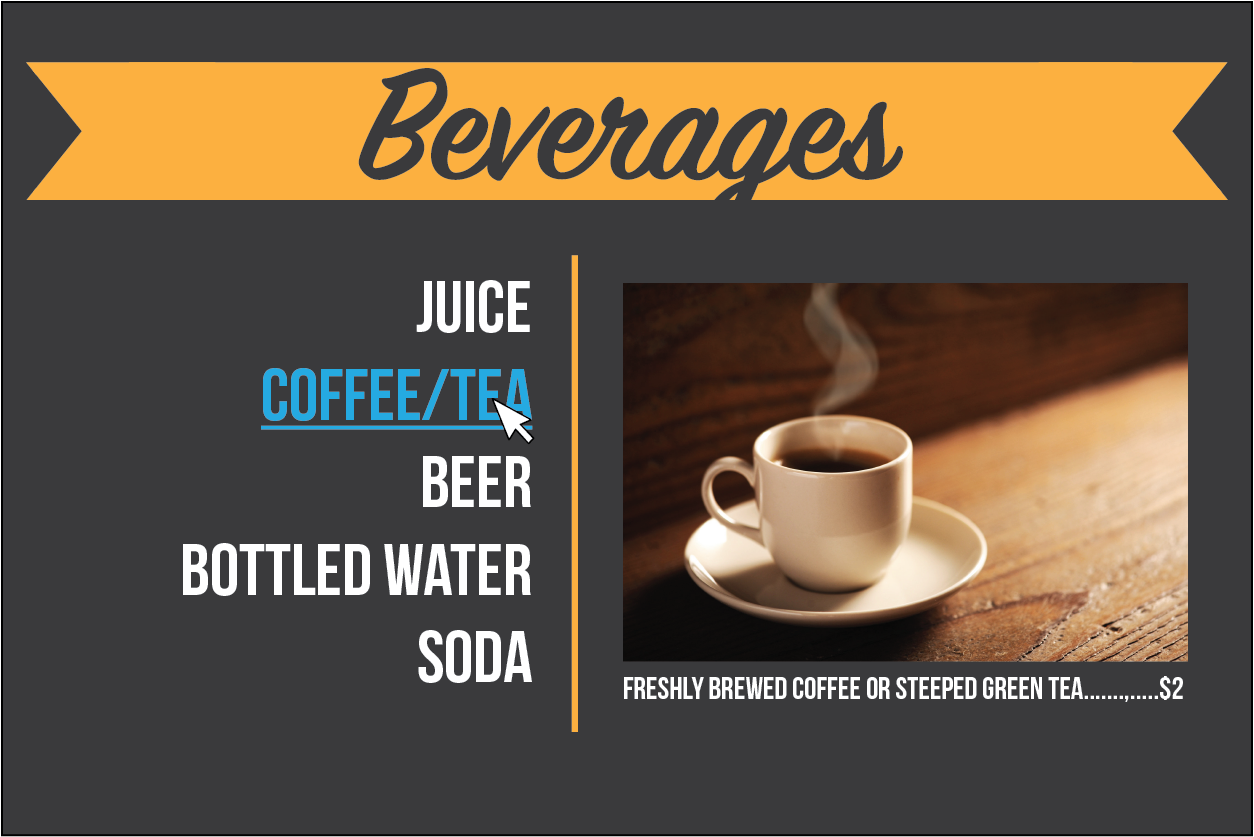 Beverages
JUICE
COFFEE/TEA
BEER
BOTTLED WATER
SODA
FRESHLY BREWED COFFEE OR STEEPED GREEN TEA.......,.....$2